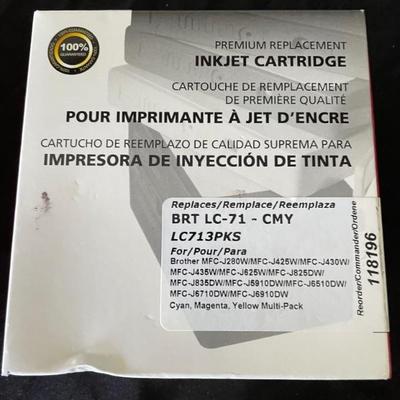 100%
GUARANTEED
PREMIUM REPLACEMENT
INKJET CARTRIDGE
CARTOUCHE DE REMPLACEMENT
DE PREMIÈRE QUALITÉ
POUR IMPRIMANTE À JET D'ENCRE
CARTUCHO DE REEMPLAZO DE CALIDAD SUPREMA PARA
IMPRESORA DE INYECCIÓN DE TINTA
Replaces/Remplace/Reemplaza
BRT LC-71 - CMY
LC713PKS
For/Pour/Para
Brother MFC-J280W/MFC-J425W/MFC-J430W/
MFC-J435W/MFC-J625W/MFC-J825DW/
MFC-J835DW/MFC-J5910DW/MFC-J6510DW/
MFC-J6710DW/MFC-J6910DW
Cyan, Magenta, Yellow Multi-Pack
Reorder/Commander/Ordene
118196